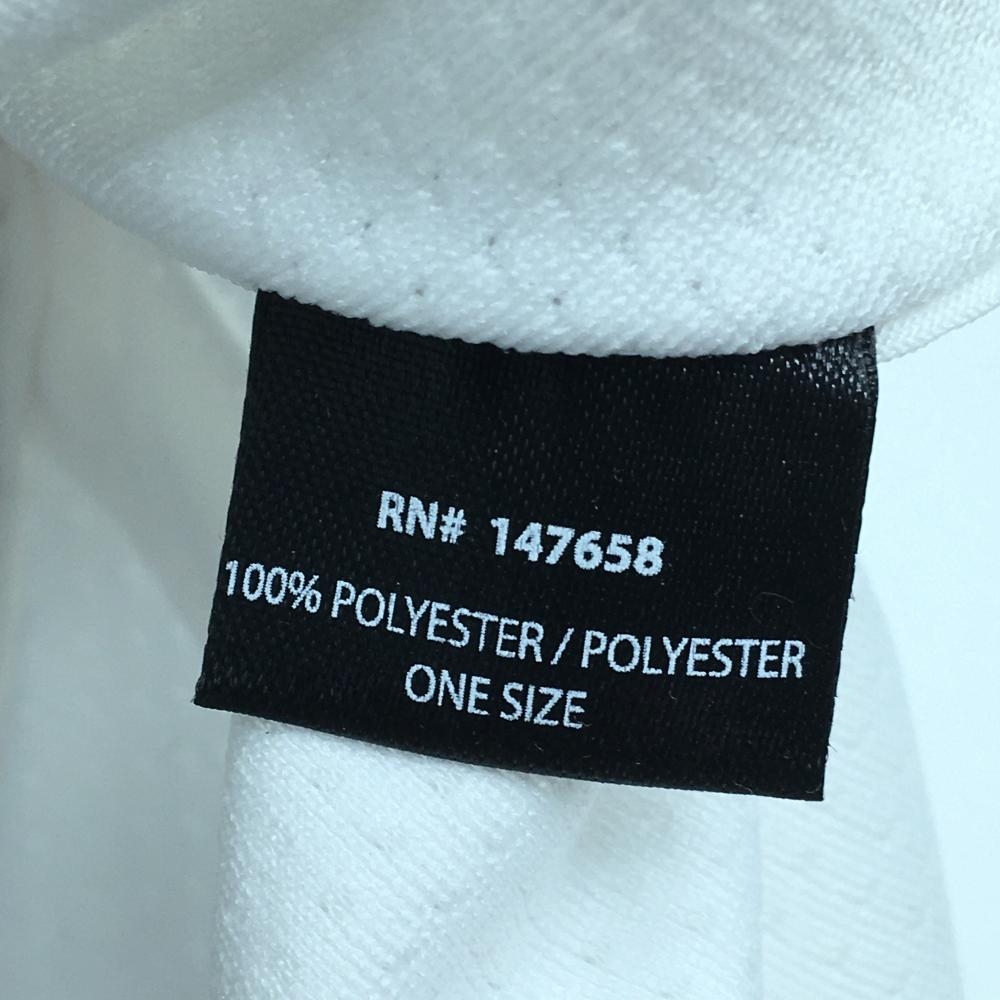 RN# 147658
100% POLYESTER / POLYESTER
ONE SIZE